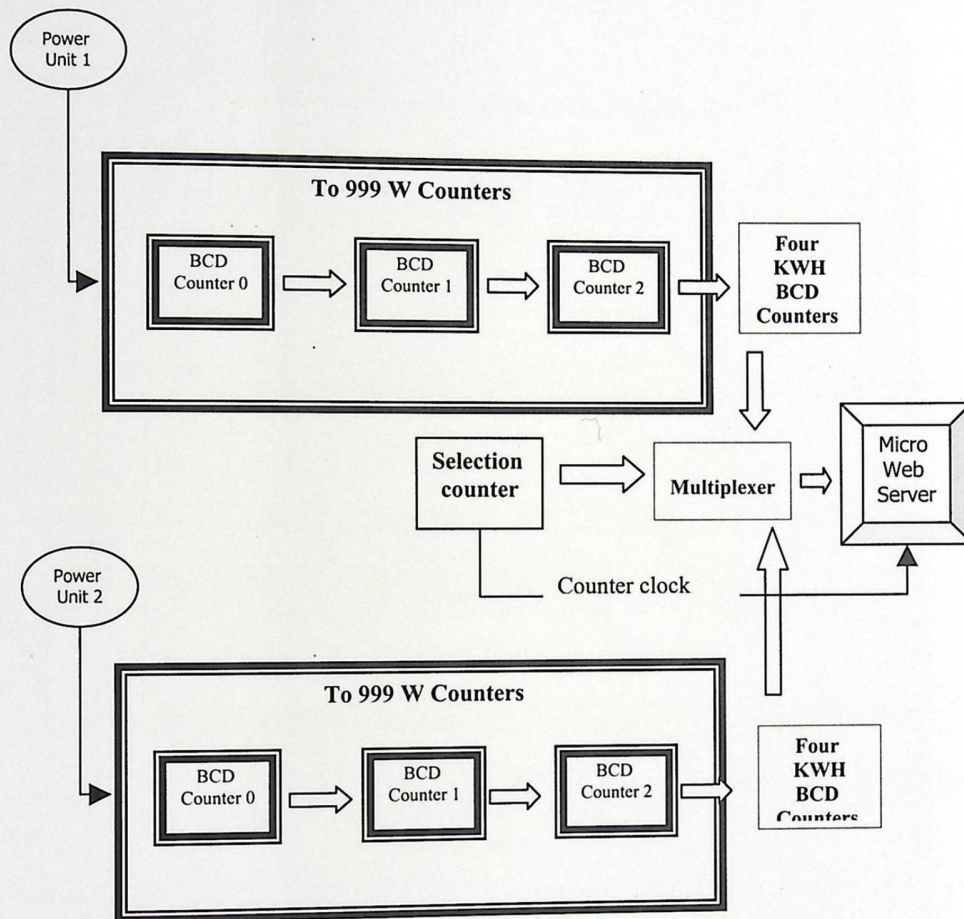 Power
Unit 1
To 999 W Counters
BCD
Counter 0
BCD
Counter 1
BCD
Counter 2
Four
KWH
BCD
Counters
Selection
counter
Multiplexer
Micro
Web
Server
Counter clock
Power
Unit 2
To 999 W Counters
BCD
Counter 0
BCD
Counter 1
BCD
Counter 2
Four
KWH
BCD
Counters